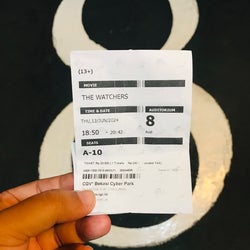 (13+)
MOVIE
THE WATCHERS
TIME & DATE
AUDITORIUM
THU, 13/JUN/2024
8
18:50 - 20:42
Audi
SEATS
A-10
CGV* Bekasi Cyber Park